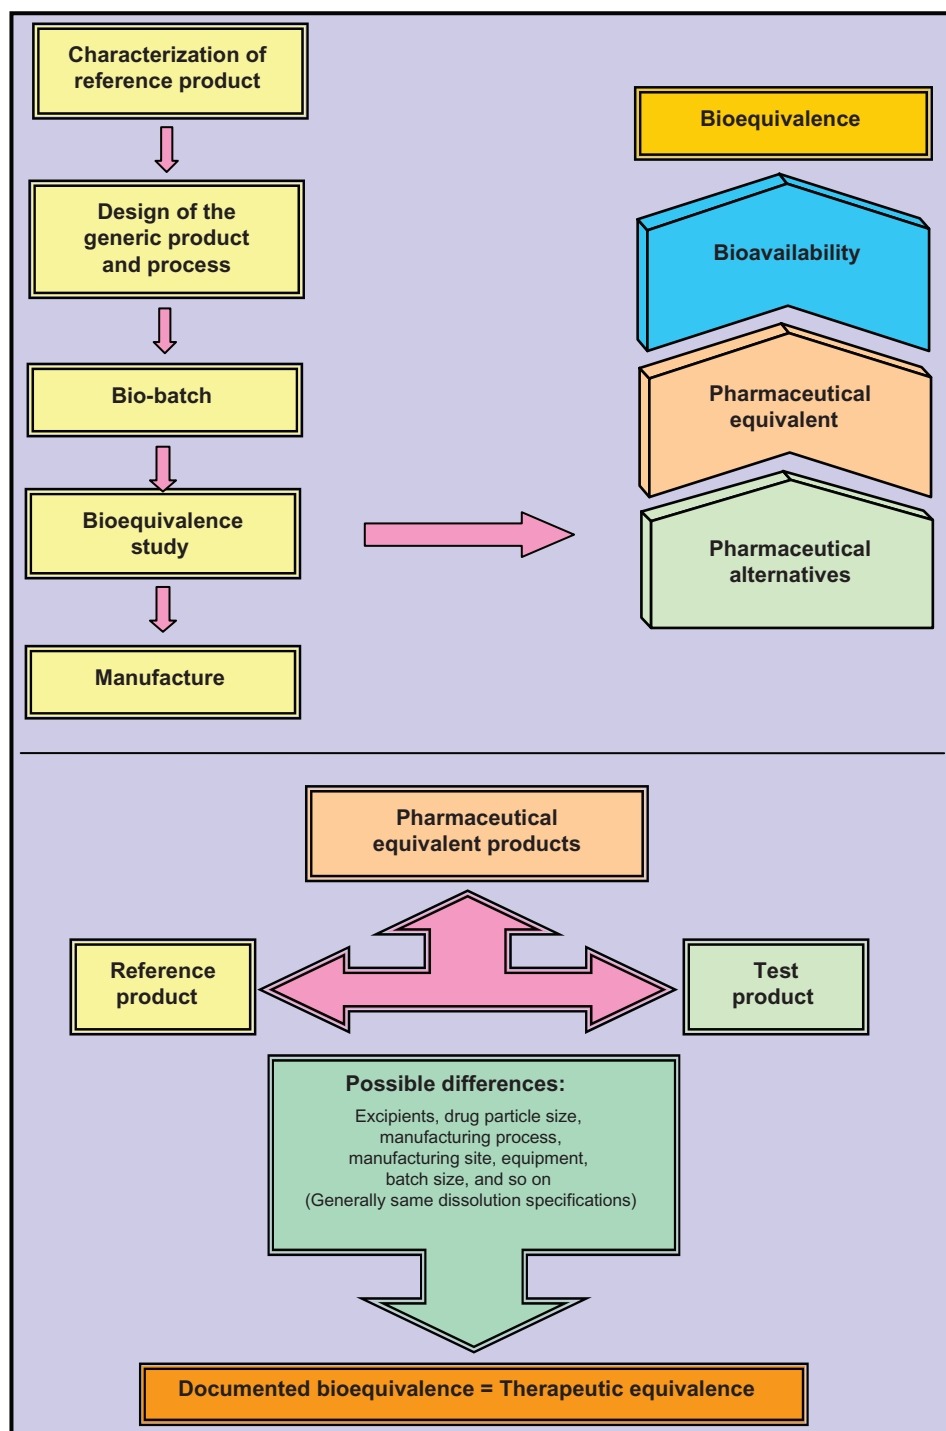 Characterization of
reference product
Design of the
generic product
and process
Bio-batch
Bioequivalence
study
Manufacture
Bioequivalence
Bioavailability
Pharmaceutical
equivalent
Pharmaceutical
alternatives
Pharmaceutical
equivalent products
Reference
product
Test
product
Possible differences:
Excipients, drug particle size,
manufacturing process,
manufacturing site, equipment,
batch size, and so on
(Generally same dissolution specifications)
Documented bioequivalence = Therapeutic equivalence